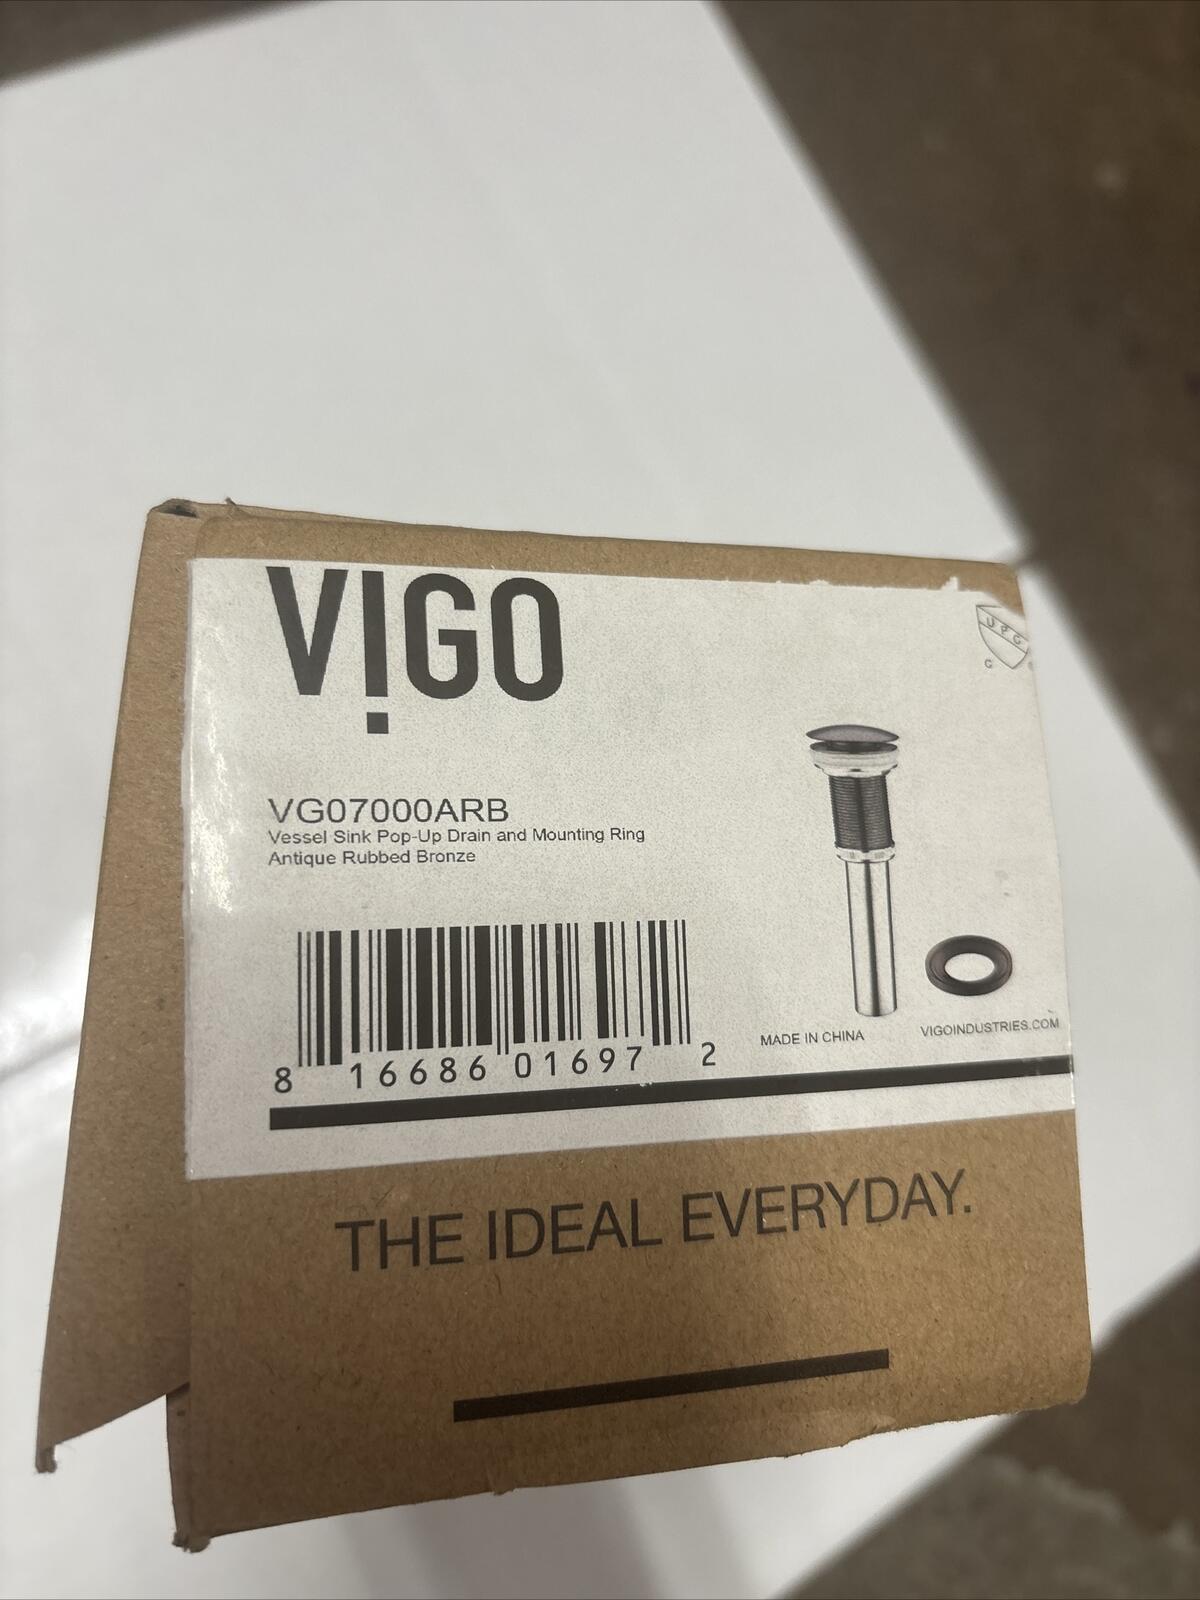 VIGO
UPC
C
VG07000ARB
Vessel Sink Pop-Up Drain and Mounting Ring
Antique Rubbed Bronze
8 16686 01697 2
MADE IN CHINA
VIGOINDUSTRIES.COM
THE IDEAL EVERYDAY.